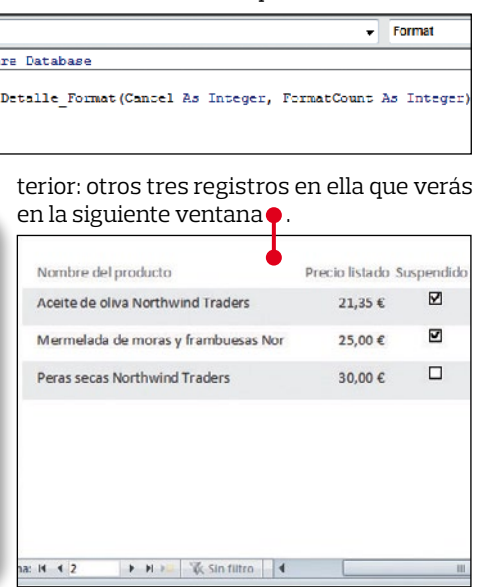 Format
re Database
Detalle_Format(Cancel As Integer, FormatCount As Integer)
terior: otros tres registros en ella que verás
en la siguiente ventana .
Nombre del producto Precio listado Suspendido
Aceite de oliva Northwind Traders 21,35 €
Mermelada de moras y frambuesas Nor 25,00 €
Peras secas Northwind Traders 30,00 €
na: 2 Sin filtro